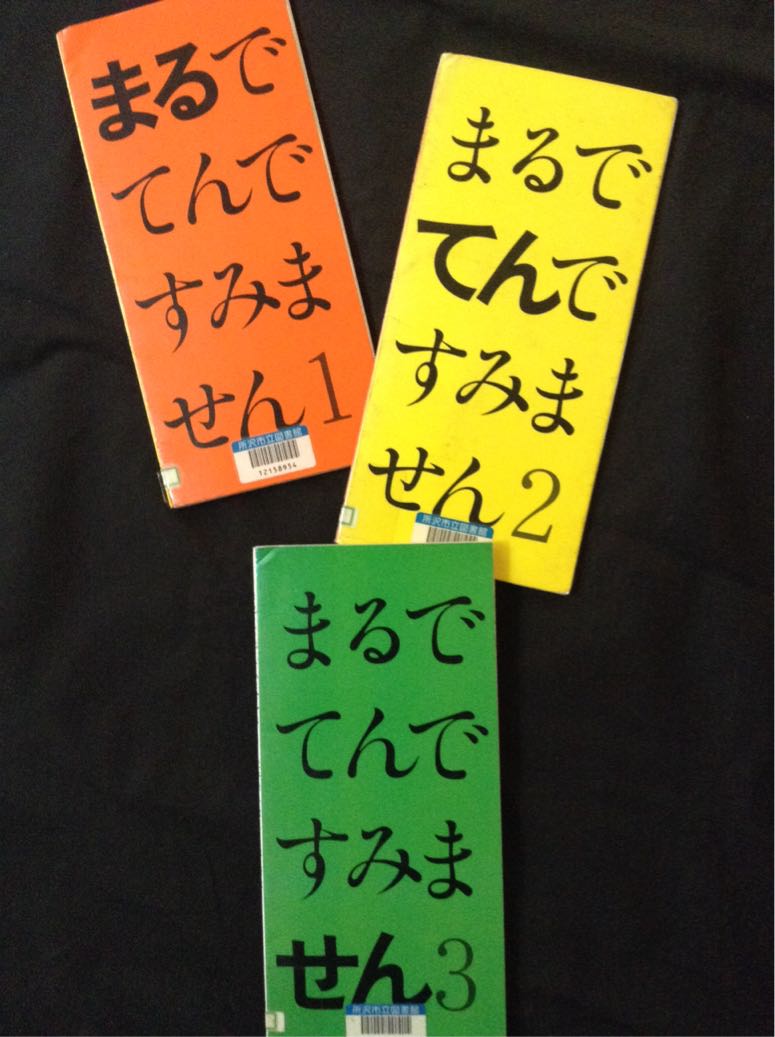 まるで
てんで
すみま
せん1
所沢市立図書館
12158954
まるで
てんで
すみま
せん2
所沢市立図書館
まるで
てんで
すみま
せん3
所沢市立図書館